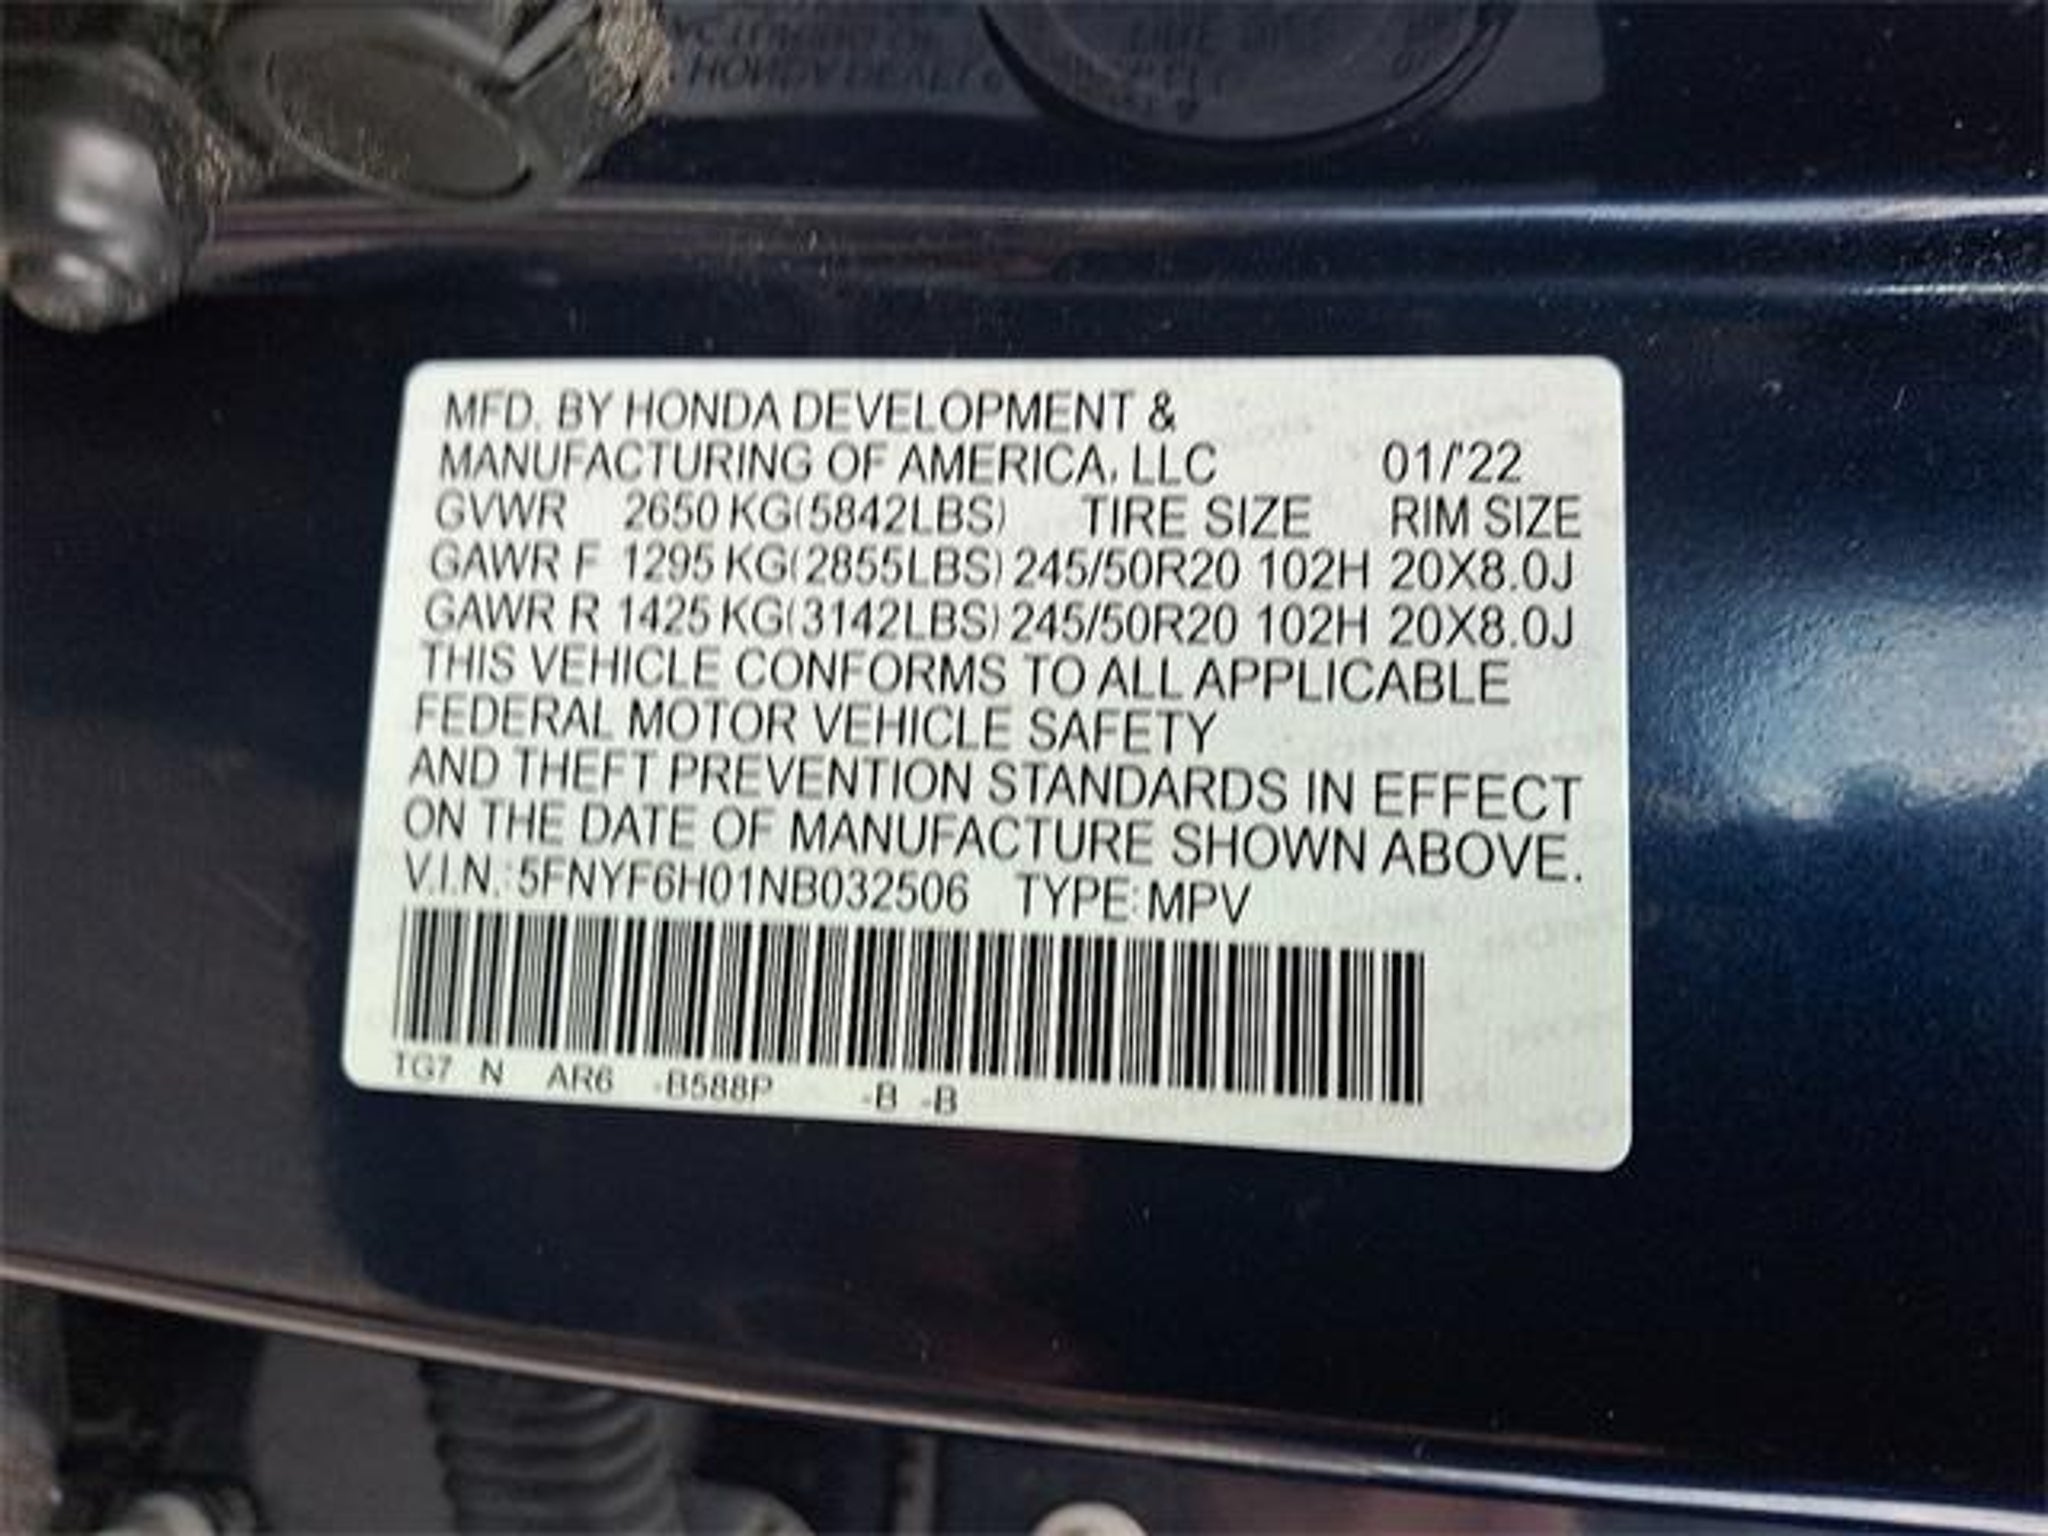 MFD. BY HONDA DEVELOPMENT &
MANUFACTURING OF AMERICA, LLC 01/'22
GVWR 2650 KG(5842LBS) TIRE SIZE RIM SIZE
GAWR F 1295 KG(2855LBS) 245/50R20 102H 20X8.0J
GAWR R 1425 KG(3142LBS) 245/50R20 102H 20X8.0J
THIS VEHICLE CONFORMS TO ALL APPLICABLE
FEDERAL MOTOR VEHICLE SAFETY
AND THEFT PREVENTION STANDARDS IN EFFECT
ON THE DATE OF MANUFACTURE SHOWN ABOVE.
V.I.N.: 5FNYF6H01NB032506 TYPE: MPV
TG7 N AR6 -B588P -B -B